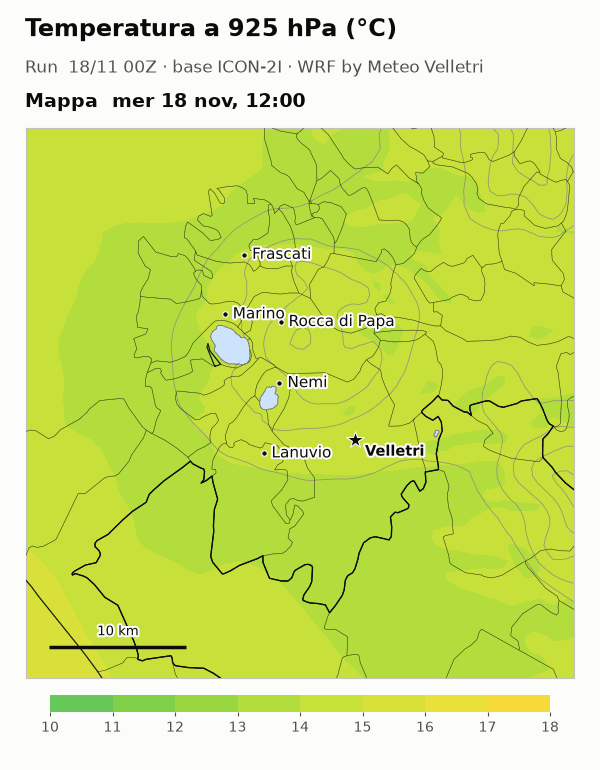 Temperatura a 925 hPa (°C)
Run  18/11 00Z · base ICON-2I · WRF by Meteo Velletri
Mappa  mer 18 nov, 12:00
Frascati
Marino
Rocca di Papa
Nemi
Velletri
Lanuvio
10 km
10 11 12 13 14 15 16 17 18